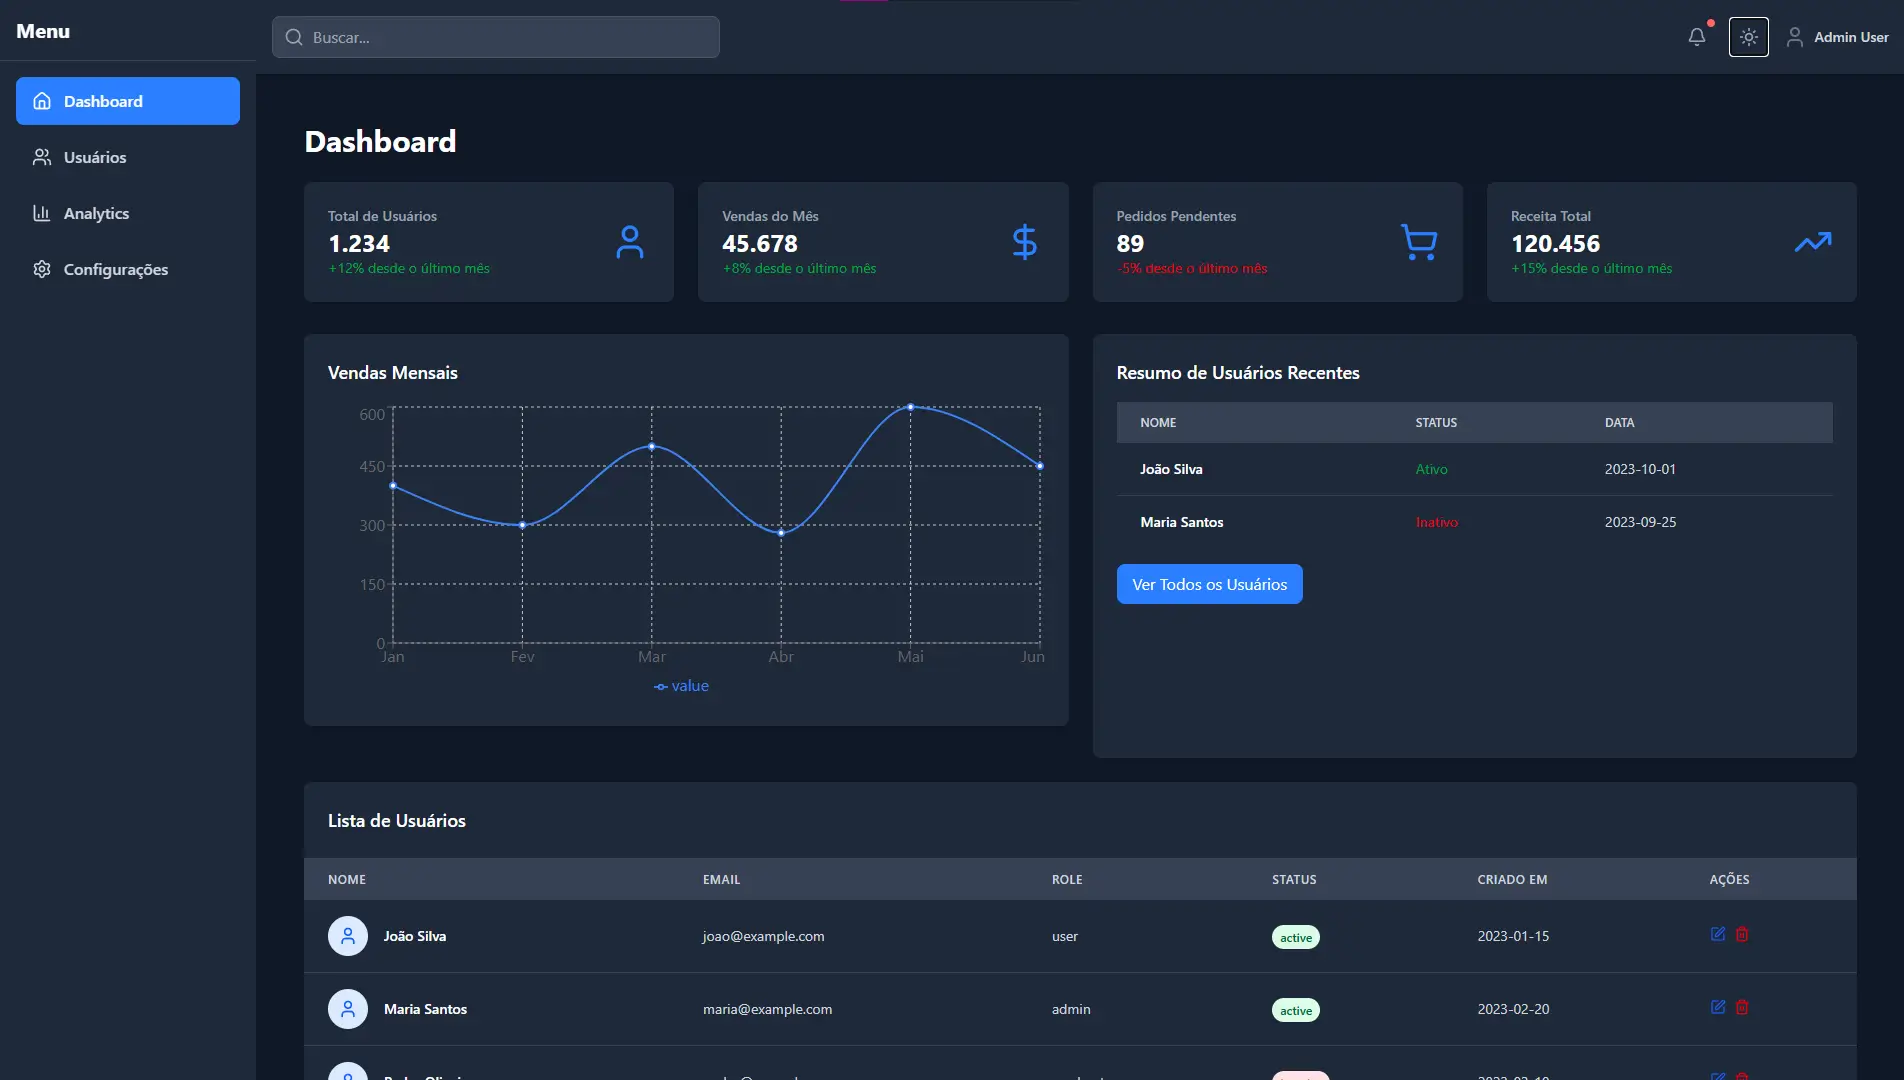 Menu
Buscar...
Admin User
Dashboard
Usuários
Analytics
Configurações
Dashboard
Total de Usuários
1.234
+12% desde o último mês
Vendas do Mês
45.678
+8% desde o último mês
Pedidos Pendentes
89
-5% desde o último mês
Receita Total
120.456
+15% desde o último mês
Vendas Mensais
600
450
300
150
0
Jan Fev Mar Abr Mai Jun
value
Resumo de Usuários Recentes
NOME STATUS DATA
João Silva Ativo 2023-10-01
Maria Santos Inativo 2023-09-25
Ver Todos os Usuários
Lista de Usuários
NOME EMAIL ROLE STATUS CRIADO EM AÇÕES
João Silva joao@example.com user active 2023-01-15
Maria Santos maria@example.com admin active 2023-02-20